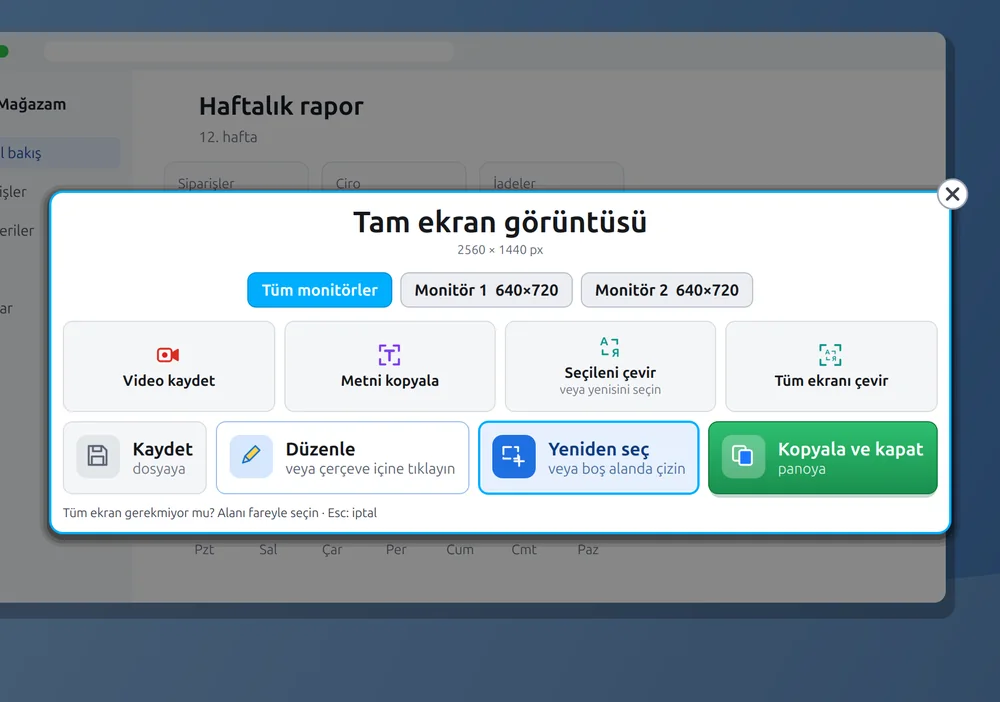 Mağazam
Haftalık rapor
12. hafta
l bakış
Siparişler
Ciro
İadeler
işler
eriler
ar
Tam ekran görüntüsü
2560 × 1440 px
Tüm monitörler
Monitör 1 640×720
Monitör 2 640×720
Video kaydet
Metni kopyala
Seçileni çevir
veya yenisini seçin
Tüm ekranı çevir
Kaydet
dosyaya
Düzenle
veya çerçeve içine tıklayın
Yeniden seç
veya boş alanda çizin
Kopyala ve kapat
panoya
Tüm ekran gerekmiyor mu? Alanı fareyle seçin · Esc: iptal
Pzt Sal Çar Per Cum Cmt Paz